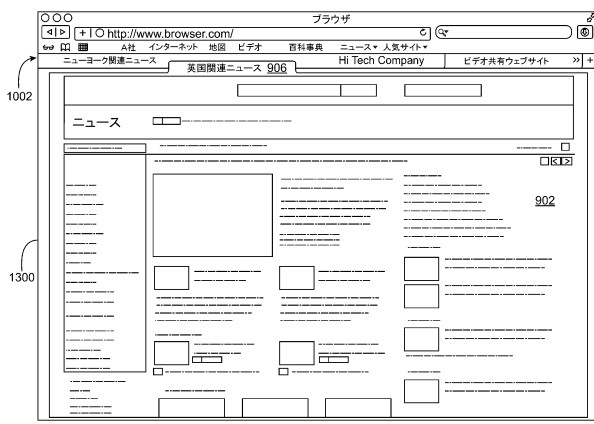 ブラウザ
+ http://www.browser.com/
A社 インターネット 地図 ビデオ 百科事典 ニュース▼ 人気サイト▼
ニューヨーク関連ニュース 英国関連ニュース 906 Hi Tech Company ビデオ共有ウェブサイト >> +
1002
ニュース
< >
902
1300